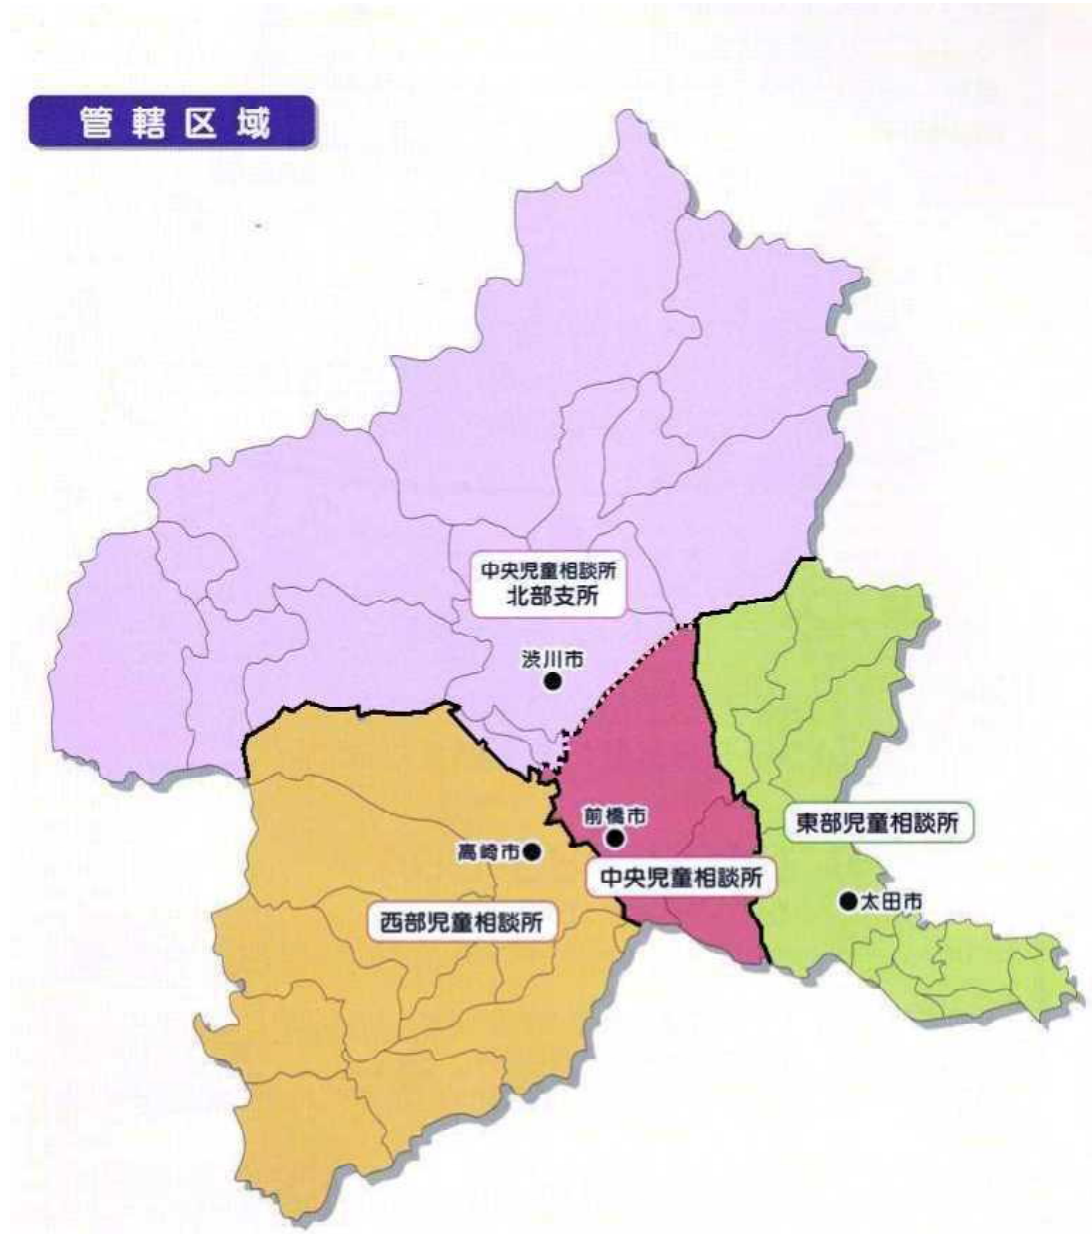 管轄区域
中央児童相談所
北部支所
渋川市
前橋市
東部児童相談所
高崎市
中央児童相談所
太田市
西部児童相談所